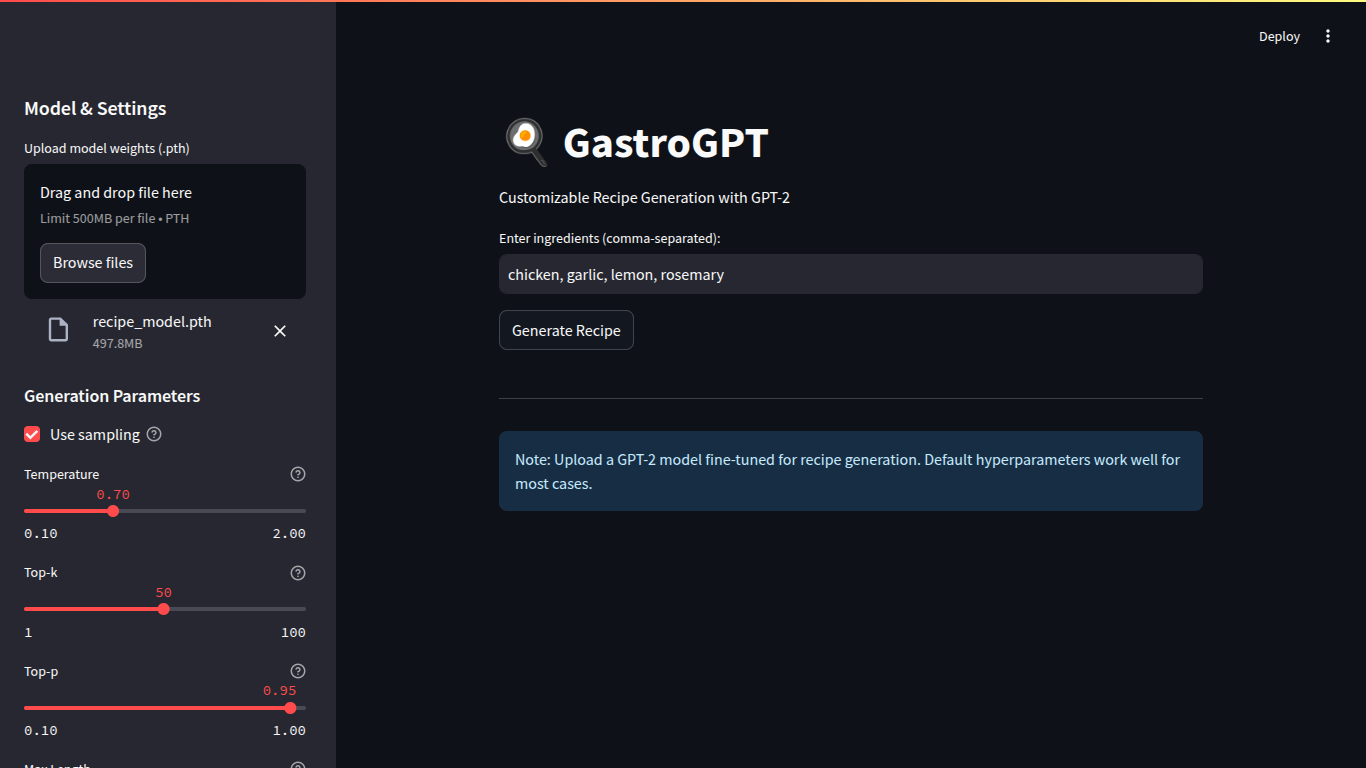 Deploy
Model & Settings
Upload model weights (.pth)
Drag and drop file here
Limit 500MB per file • PTH
Browse files
recipe_model.pth
497.8MB
Generation Parameters
Use sampling
Temperature
0.70
0.10 2.00
Top-k
50
1 100
Top-p
0.95
0.10 1.00
GastroGPT
Customizable Recipe Generation with GPT-2
Enter ingredients (comma-separated):
chicken, garlic, lemon, rosemary
Generate Recipe
Note: Upload a GPT-2 model fine-tuned for recipe generation. Default hyperparameters work well for
most cases.